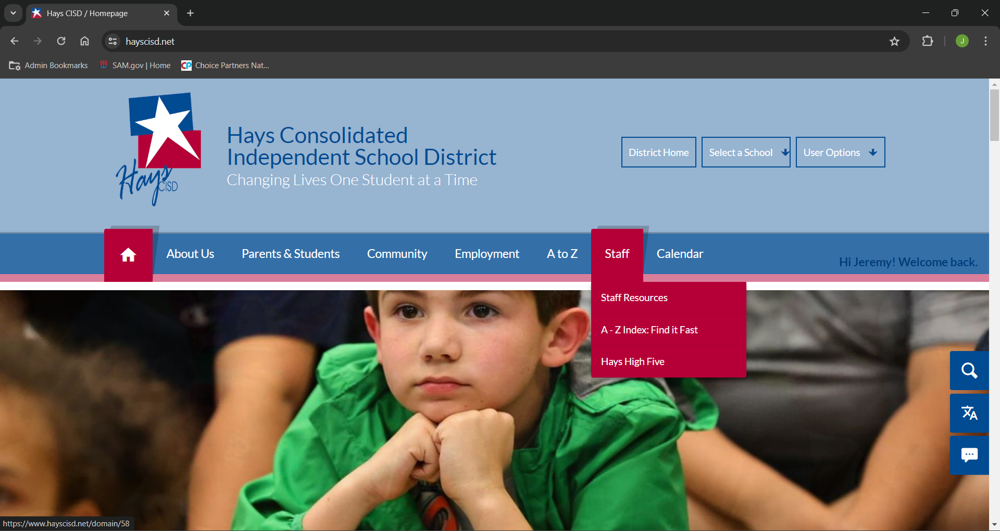 Hays CISD / Homepage
hayscisd.net
J
Admin Bookmarks
SAM.gov | Home
CP
Choice Partners Nat...
Hays
CISD
Hays Consolidated
Independent School District
Changing Lives One Student at a Time
District Home
Select a School
User Options
About Us
Parents & Students
Community
Employment
A to Z
Staff
Calendar
Hi Jeremy! Welcome back.
Staff Resources
A - Z Index: Find it Fast
Hays High Five
https://www.hayscisd.net/domain/58